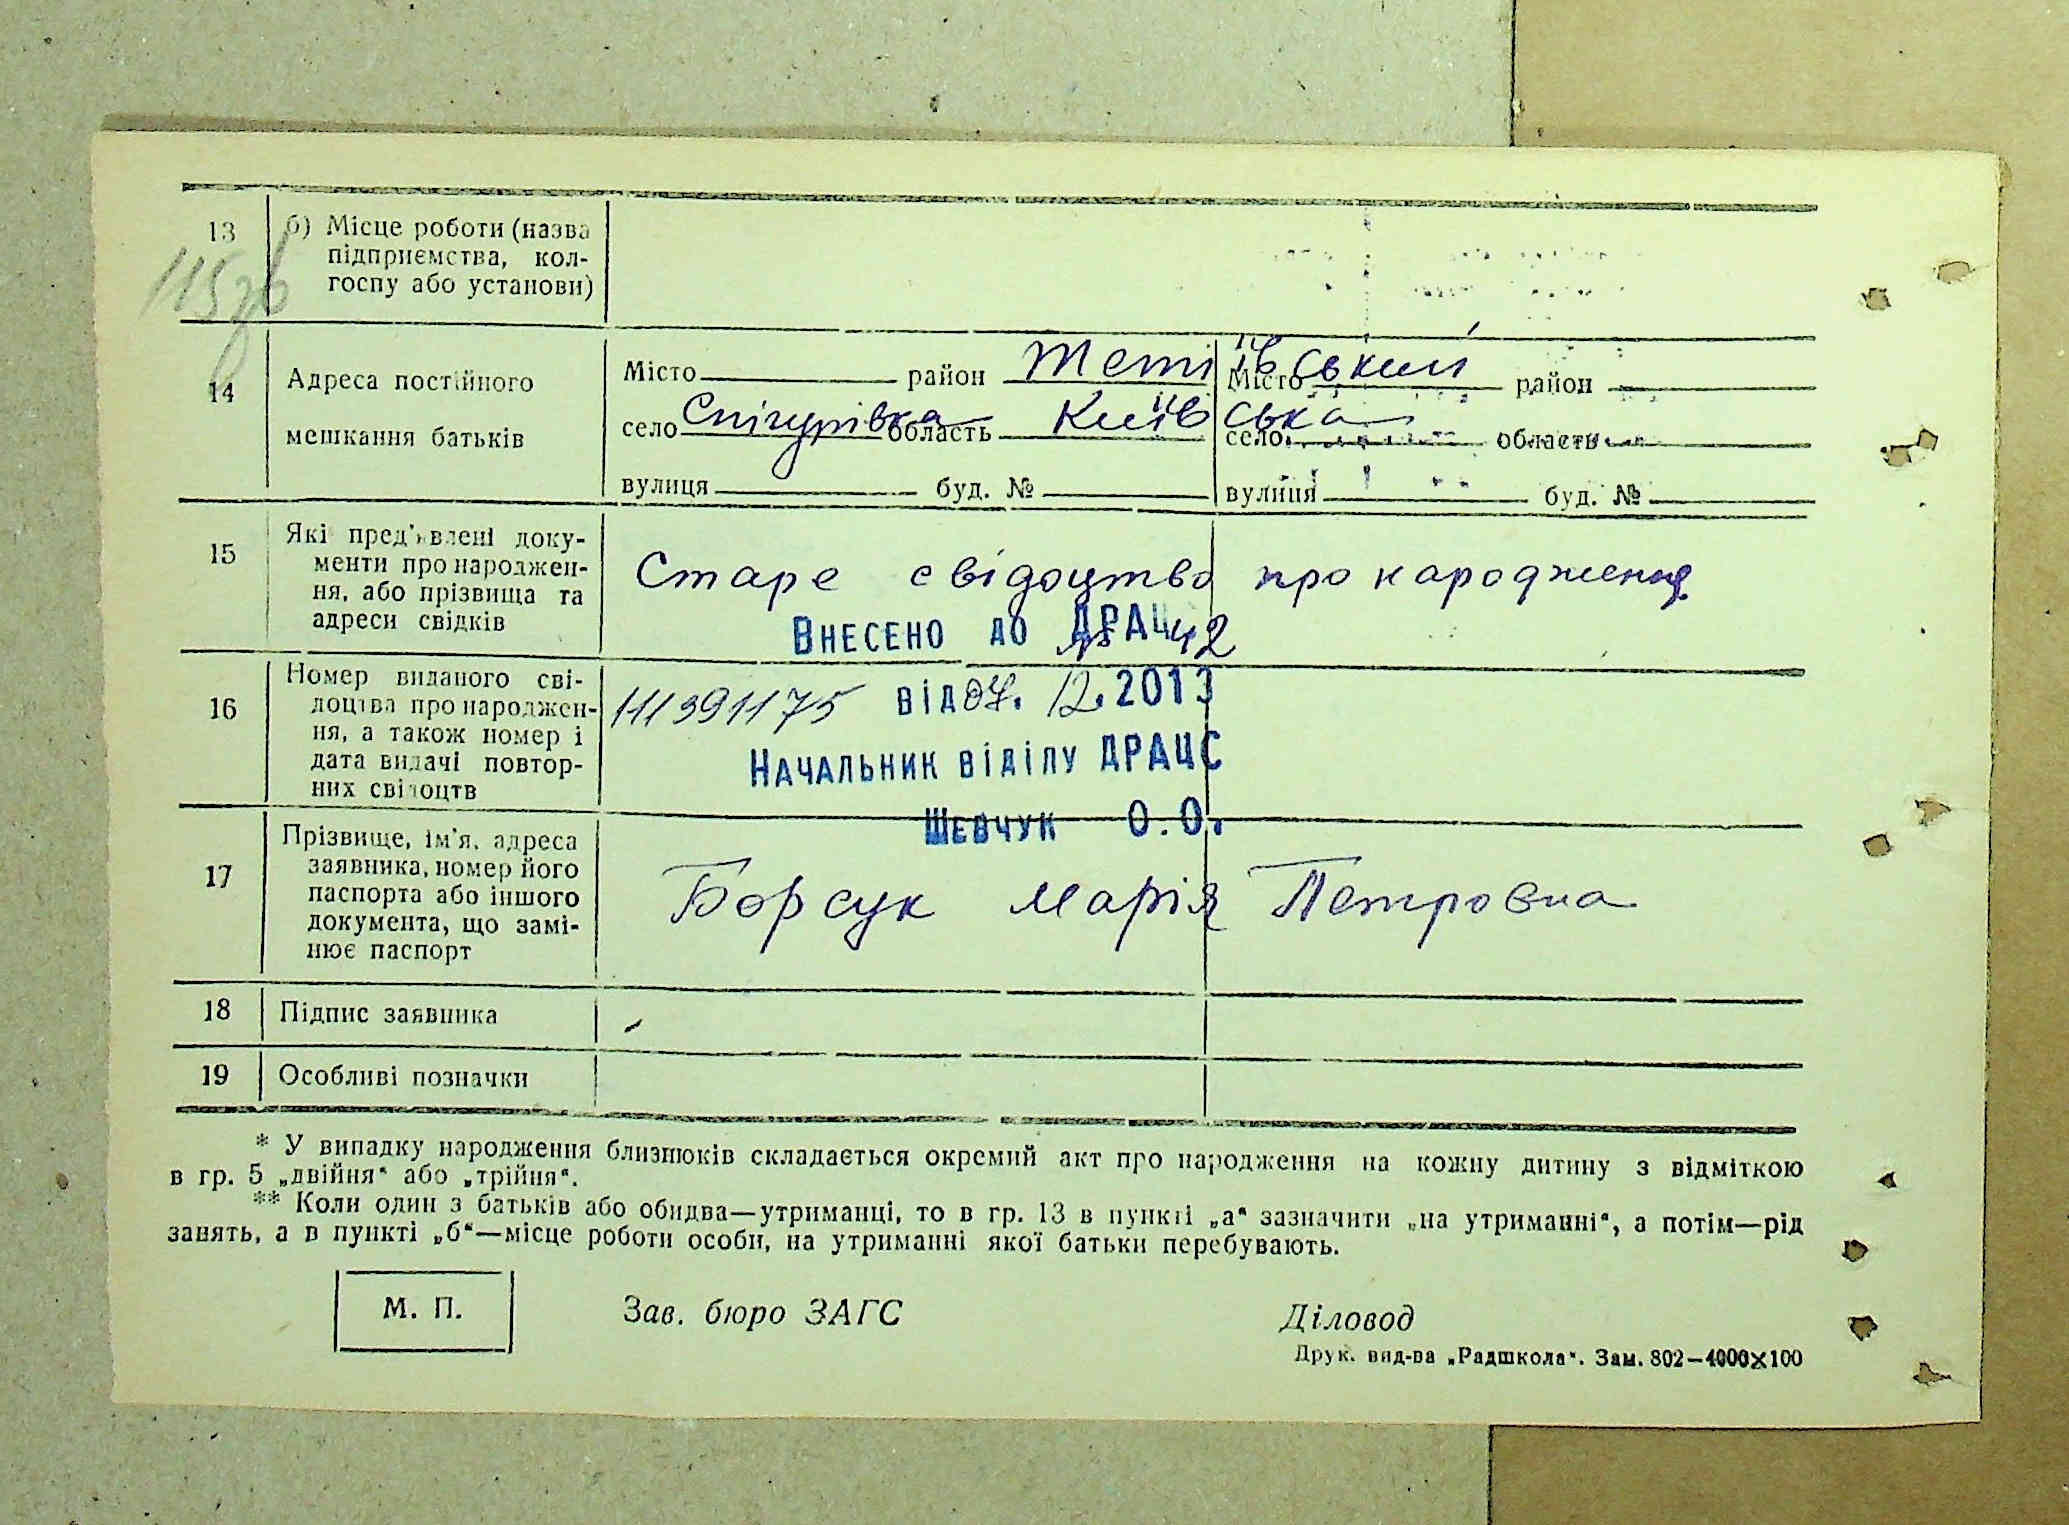 13 б) Місце роботи (назва
підприємства, кол-
госпу або установи)
115зв
14 Адреса постійного
мешкання батьків
Місто район Тетіївський Місто район
село Снігурівка область Київська село область
вулиця буд. № вулиця буд. №
15 Які пред'явлені доку-
менти про народжен-
ня, або прізвища та
адреси свідків
Старе свідоцтво про народження
Внесено до ДРАЦ
№ 42
16 Номер виданого сві-
доцтва про народжен-
ня, а також номер і
дата видачі повтор-
них свідоцтв
111391175
від 04.12.2013
Начальник відділу ДРАЦС
Шевчук О.О.
17 Прізвище, ім'я, адреса
заявника, номер його
паспорта або іншого
документа, що замі-
нює паспорт
Борсук Марія Петровна
18 Підпис заявника
19 Особливі позначки
* У випадку народження близнюків складається окремий акт про народження на кожну дитину з відміткою
в гр. 5 „двійня“ або „трійня“.
** Коли один з батьків або обидва—утриманці, то в гр. 13 в пункті „а“ зазначити „на утриманні“, а потім—рід
занять, а в пункті „б“—місце роботи особи, на утриманні якої батьки перебувають.
М. П. Зав. бюро ЗАГС Діловод
Друк. вид-ва „Радшкола“. Зам. 802—4000×100